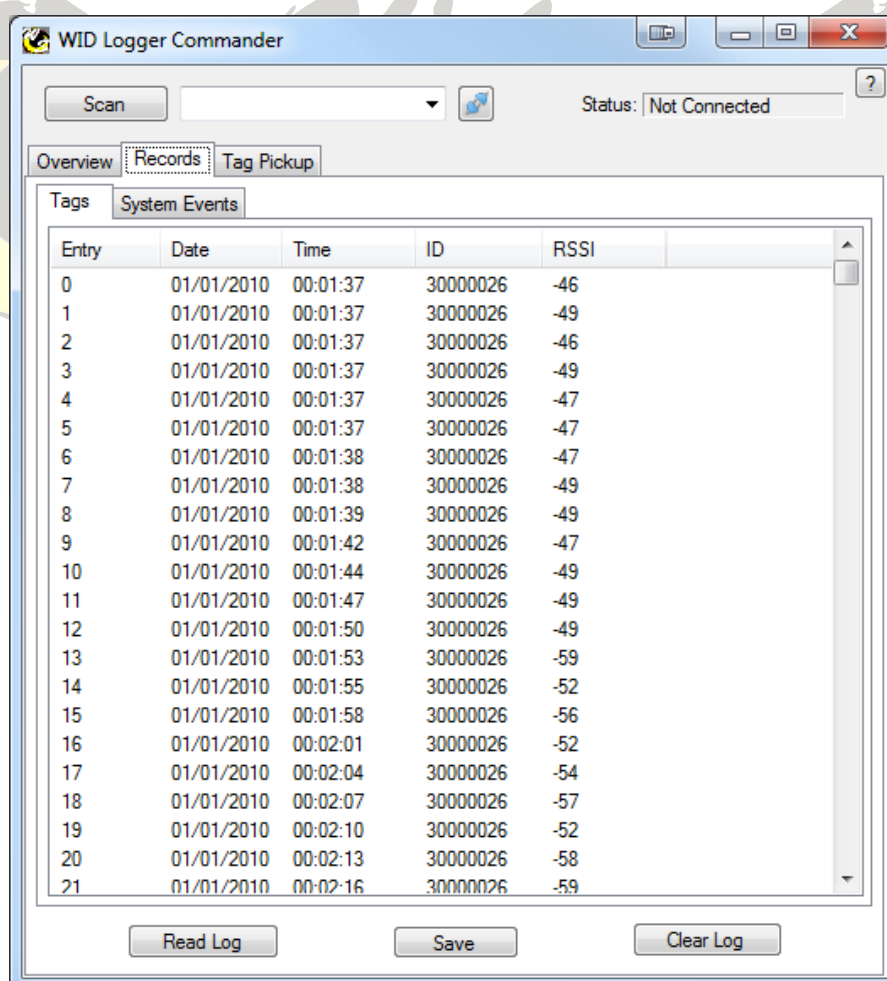 WID Logger Commander
?
Scan Status: Not Connected
Overview Records Tag Pickup
Tags System Events
Entry Date Time ID RSSI
0 01/01/2010 00:01:37 30000026 -46
1 01/01/2010 00:01:37 30000026 -49
2 01/01/2010 00:01:37 30000026 -46
3 01/01/2010 00:01:37 30000026 -49
4 01/01/2010 00:01:37 30000026 -47
5 01/01/2010 00:01:37 30000026 -47
6 01/01/2010 00:01:38 30000026 -47
7 01/01/2010 00:01:38 30000026 -49
8 01/01/2010 00:01:39 30000026 -49
9 01/01/2010 00:01:42 30000026 -47
10 01/01/2010 00:01:44 30000026 -49
11 01/01/2010 00:01:47 30000026 -49
12 01/01/2010 00:01:50 30000026 -49
13 01/01/2010 00:01:53 30000026 -59
14 01/01/2010 00:01:55 30000026 -52
15 01/01/2010 00:01:58 30000026 -56
16 01/01/2010 00:02:01 30000026 -52
17 01/01/2010 00:02:04 30000026 -54
18 01/01/2010 00:02:07 30000026 -57
19 01/01/2010 00:02:10 30000026 -52
20 01/01/2010 00:02:13 30000026 -58
21 01/01/2010 00:02:16 30000026 -59
Read Log Save Clear Log